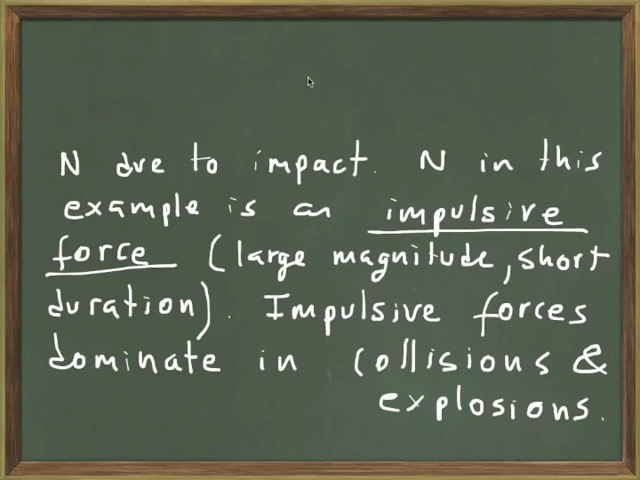 N due to impact. N in this
example is an impulsive
force (large magnitude, short
duration). Impulsive forces
dominate in collisions &
explosions.